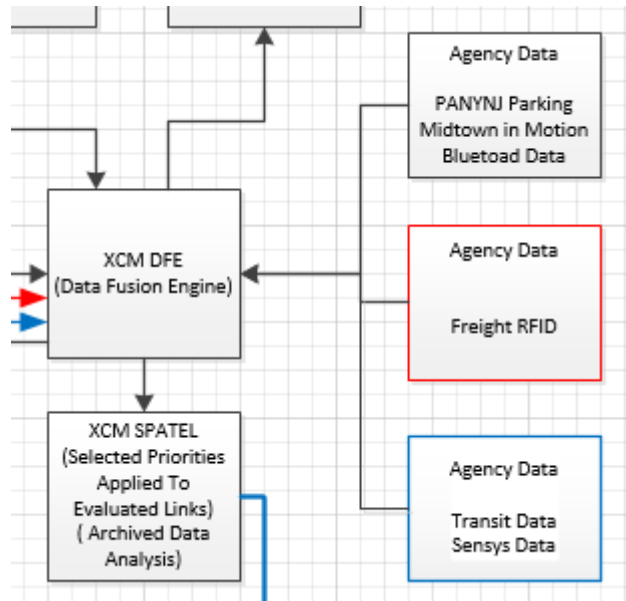 Agency Data
PANYNJ Parking
Midtown in Motion
Bluetoad Data
XCM DFE
(Data Fusion Engine)
Agency Data
Freight RFID
XCM SPATEL
(Selected Priorities
Applied To
Evaluated Links)
( Archived Data
Analysis)
Agency Data
Transit Data
Sensys Data